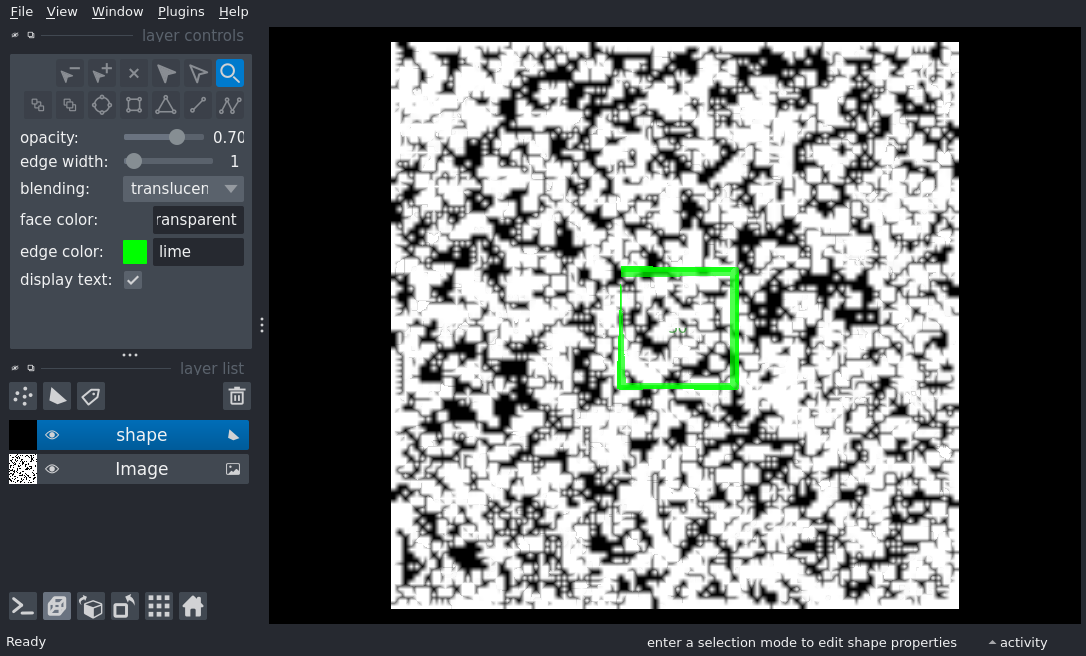 File View Window Plugins Help
layer controls
opacity: 0.70
edge width: 1
blending: translucen
face color: ransparent
edge color: lime
display text:
layer list
shape
Image
Ready
enter a selection mode to edit shape properties
activity